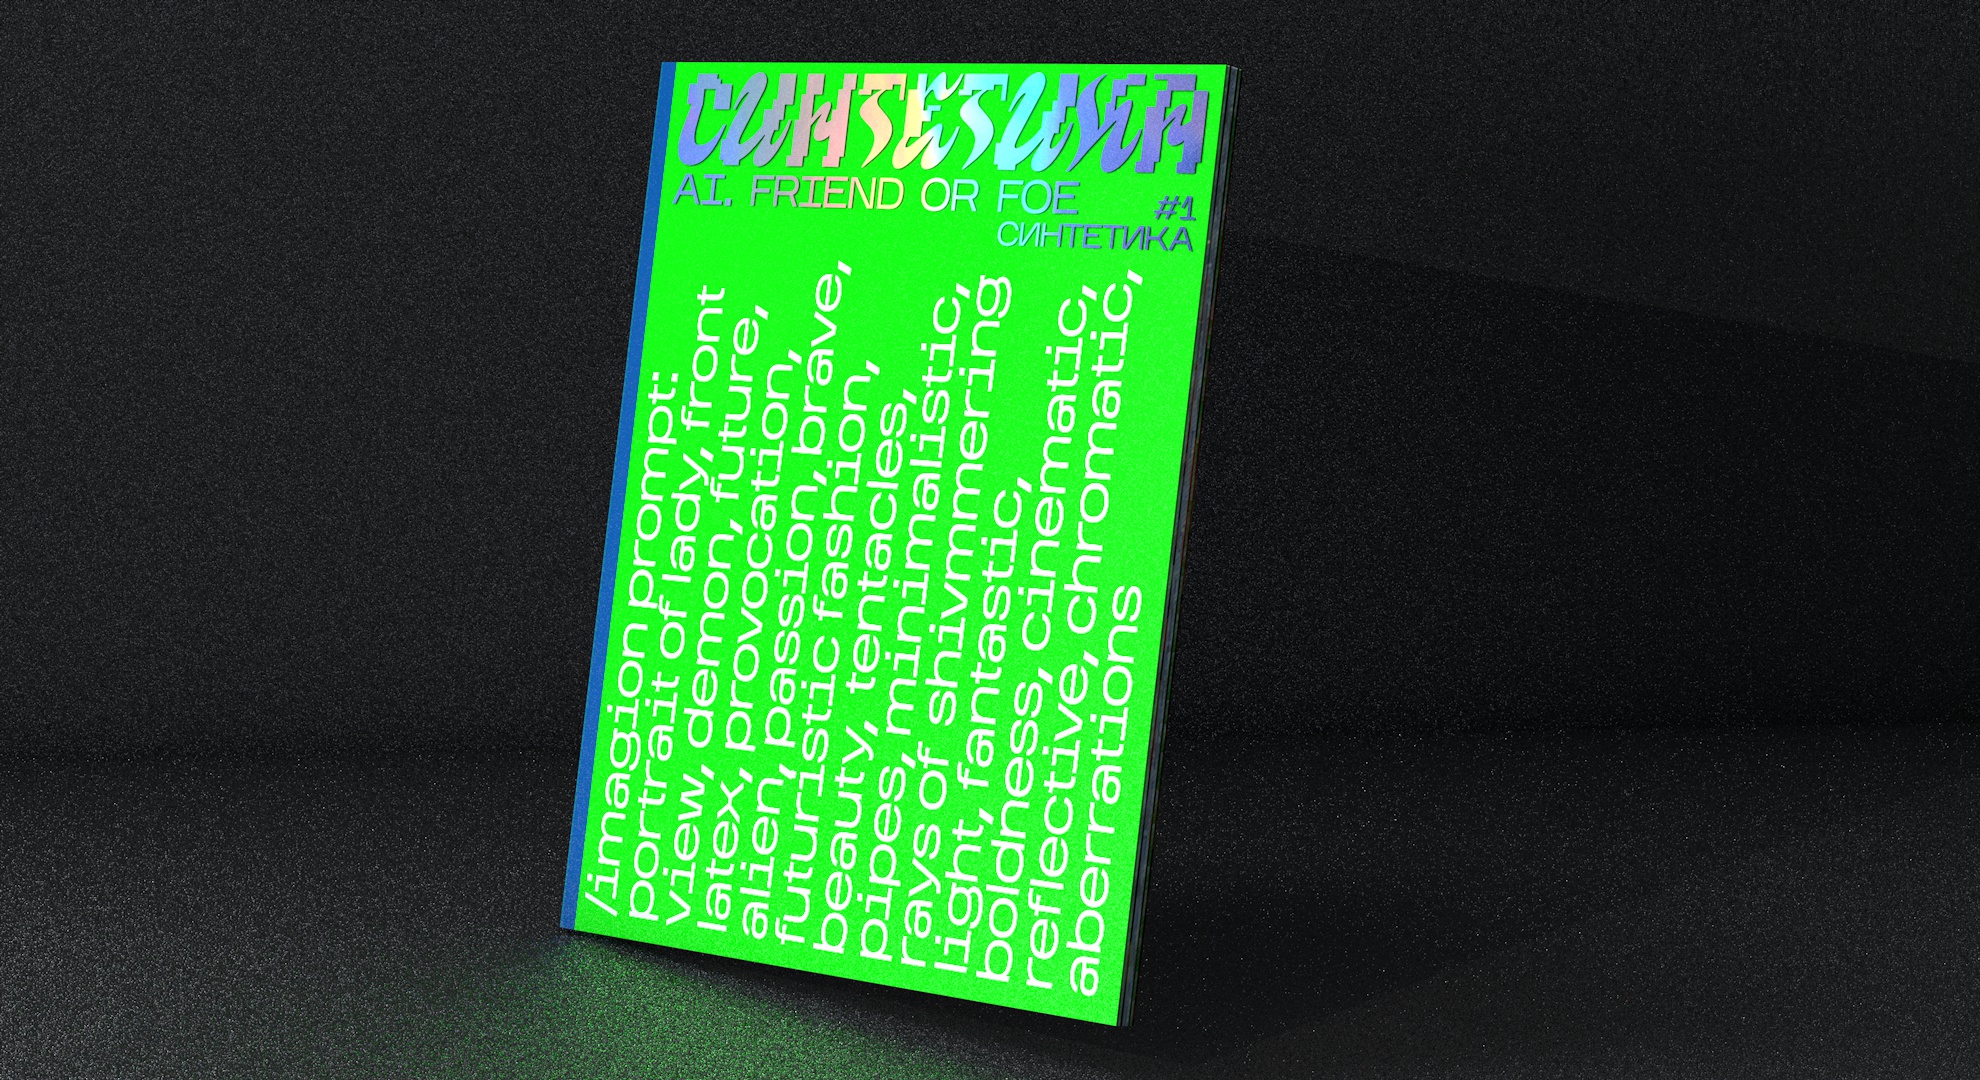 СИНТЕТИКА
AI. FRIEND OR FOE
#1
СИНТЕТИКА
/imagion prompt:
portrait of lady, front
view, demon, future,
latex, provocation,
alien, passion, brave,
futuristic fashion,
beauty, tentacles,
pipes, minimalistic,
rays of shivmmering
light, fantastic,
boldness, cinematic,
reflective, chromatic,
aberrations